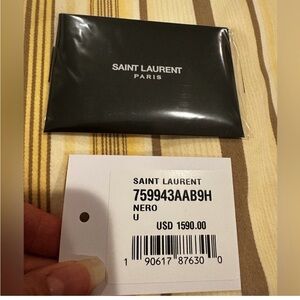 SAINT LAURENT
PARIS
SAINT LAURENT
759943AAB9H
NERO
U
USD 1590.00
1 90617 87630 0